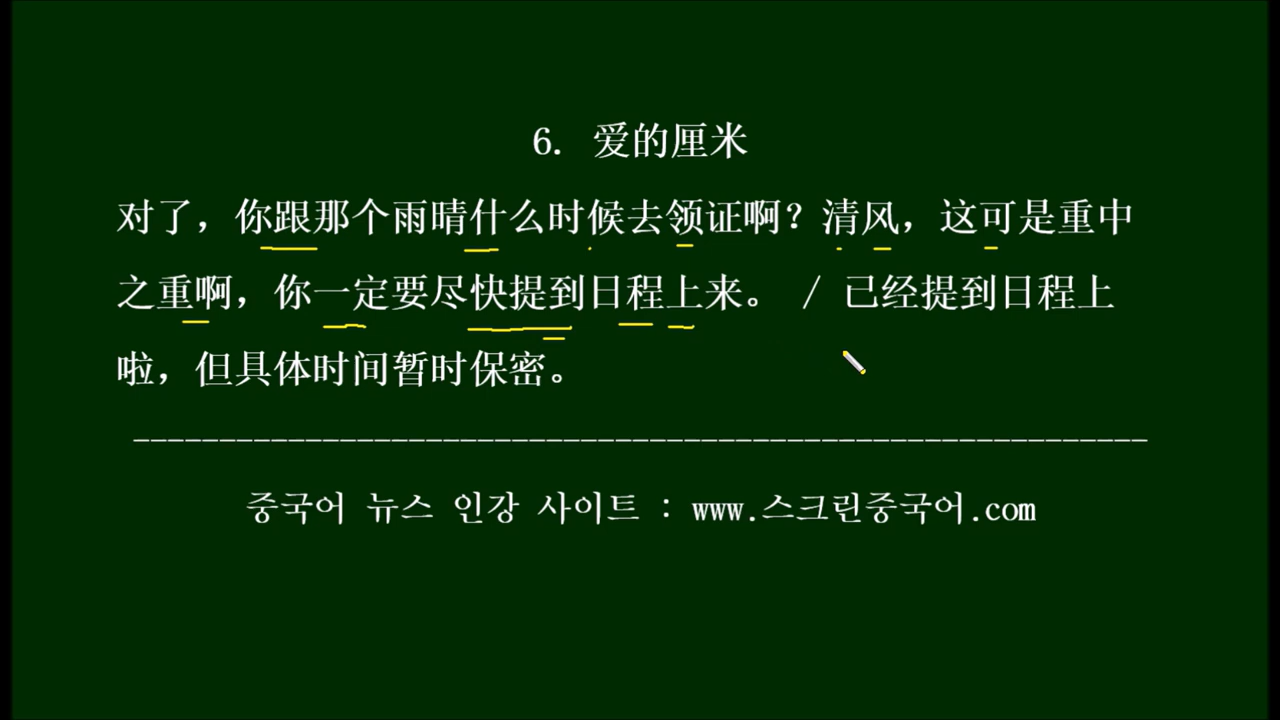 6. 爱的厘米
对了，你跟那个雨晴什么时候去领证啊？清风，这可是重中
之重啊，你一定要尽快提到日程上来。 / 已经提到日程上
啦，但具体时间暂时保密。
중국어 뉴스 인강 사이트 : www.스크린중국어.com